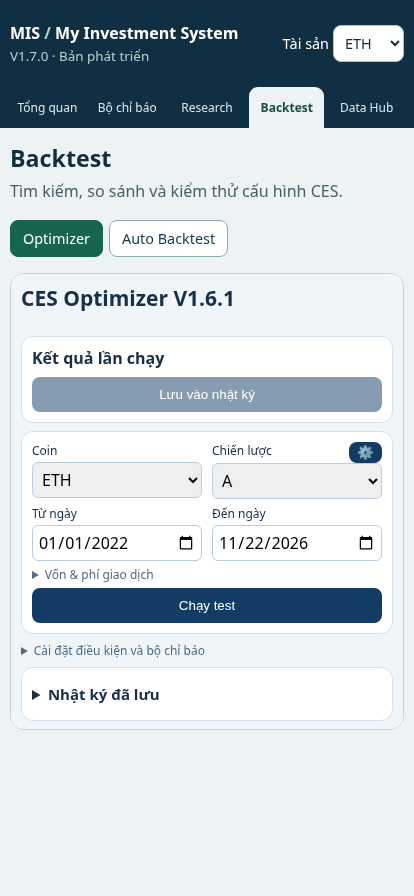 MIS / My Investment System
V1.7.0 · Bản phát triển
Tài sản
ETH
Tổng quan
Bộ chỉ báo
Research
Backtest
Data Hub
Backtest
Tìm kiếm, so sánh và kiểm thử cấu hình CES.
Optimizer
Auto Backtest
CES Optimizer V1.6.1
Kết quả lần chạy
Lưu vào nhật ký
Coin
Chiến lược
ETH
A
Từ ngày
Đến ngày
01/01/2022
11/22/2026
Vốn & phí giao dịch
Chạy test
Cài đặt điều kiện và bộ chỉ báo
Nhật ký đã lưu